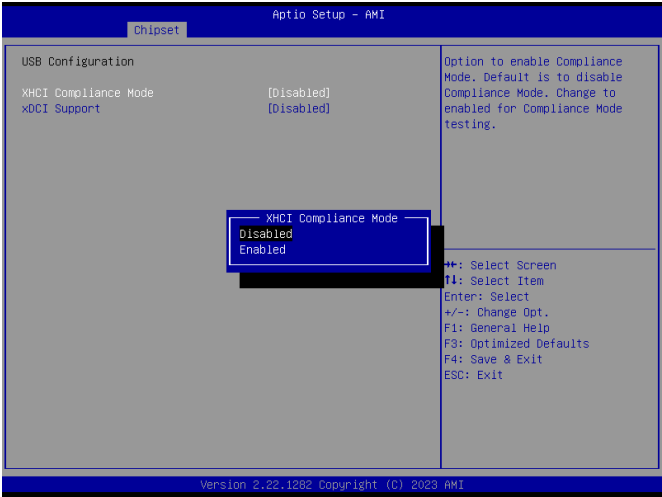 Aptio Setup – AMI
Chipset
USB Configuration
XHCI Compliance Mode [Disabled]
xDCI Support [Disabled]
Option to enable Compliance
Mode. Default is to disable
Compliance Mode. Change to
enabled for Compliance Mode
testing.
XHCI Compliance Mode
Disabled
Enabled
→←: Select Screen
↑↓: Select Item
Enter: Select
+/-: Change Opt.
F1: General Help
F3: Optimized Defaults
F4: Save & Exit
ESC: Exit
Version 2.22.1282 Copyright (C) 2023 AMI